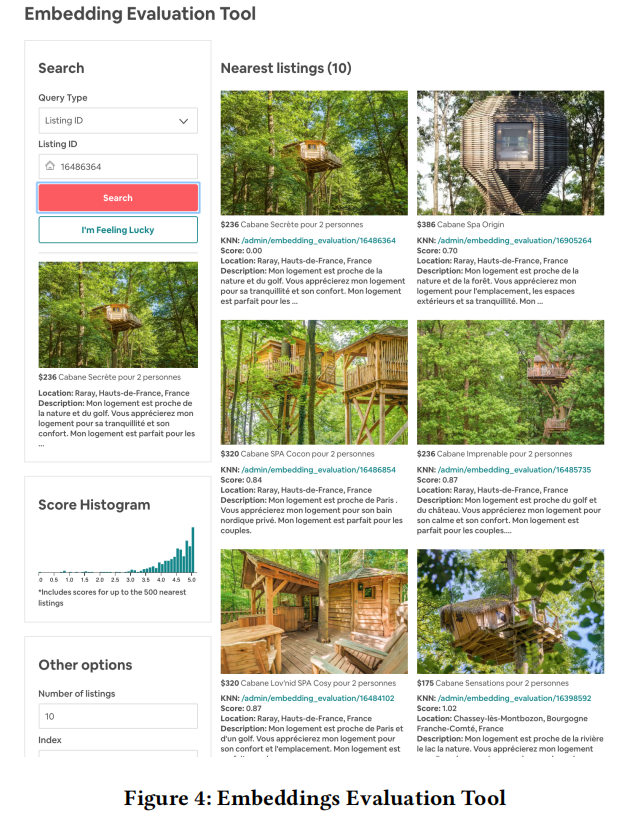 Embedding Evaluation Tool
Search
Query Type
Listing ID
Listing ID
16486364
Search
I'm Feeling Lucky
$236 Cabane Secrète pour 2 personnes
Location: Raray, Hauts-de-France, France
Description: Mon logement est proche de
la nature et du golf. Vous apprécierez mon
logement pour sa tranquillité et son
confort. Mon logement est parfait pour les
...
Score Histogram
0 0.5 1.0 1.5 2.0 2.5 3.0 3.5 4.0 4.5 5.0
*Includes scores for up to the 500 nearest
listings
Other options
Number of listings
10
Index
Nearest listings (10)
$236 Cabane Secrète pour 2 personnes
KNN: /admin/embedding_evaluation/16486364
Score: 0.00
Location: Raray, Hauts-de-France, France
Description: Mon logement est proche de la
nature et du golf. Vous apprécierez mon logement
pour sa tranquillité et son confort. Mon logement
est parfait pour les ...
$386 Cabane Spa Origin
KNN: /admin/embedding_evaluation/16905264
Score: 0.70
Location: Raray, Hauts-de-France, France
Description: Mon logement est proche de la
nature et de la forêt. Vous apprécierez mon
logement pour l'emplacement, les espaces
extérieurs et sa tranquillité. Mon ...
$320 Cabane SPA Cocon pour 2 personnes
KNN: /admin/embedding_evaluation/16486854
Score: 0.84
Location: Raray, Hauts-de-France, France
Description: Mon logement est proche de Paris .
Vous apprécierez mon logement pour son bain
nordique privé. Mon logement est parfait pour les
couples.
$236 Cabane Imprenable pour 2 personnes
KNN: /admin/embedding_evaluation/16485735
Score: 0.87
Location: Raray, Hauts-de-France, France
Description: Mon logement est proche du golf et
du château. Vous apprécierez mon logement pour
son calme et son confort. Mon logement est
parfait pour les couples....
$320 Cabane Lov'nid SPA Cosy pour 2 personnes
KNN: /admin/embedding_evaluation/16484102
Score: 0.87
Location: Raray, Hauts-de-France, France
Description: Mon logement est proche de Paris et
d'un golf. Vous apprécierez mon logement pour
son confort et l'emplacement. Mon logement est
$175 Cabane Sensations pour 2 personnes
KNN: /admin/embedding_evaluation/16398592
Score: 1.02
Location: Chassey-lès-Montbozon, Bourgogne
Franche-Comté, France
Description: Mon logement est proche de la rivière
le lac la nature. Vous apprécierez mon logement
Figure 4: Embeddings Evaluation Tool